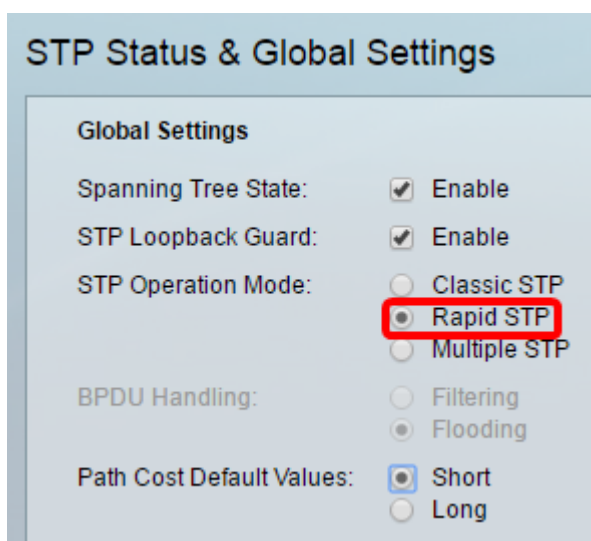 STP Status & Global Settings
Global Settings
Spanning Tree State: Enable
STP Loopback Guard: Enable
STP Operation Mode: Classic STP
Rapid STP
Multiple STP
BPDU Handling: Filtering
Flooding
Path Cost Default Values: Short
Long